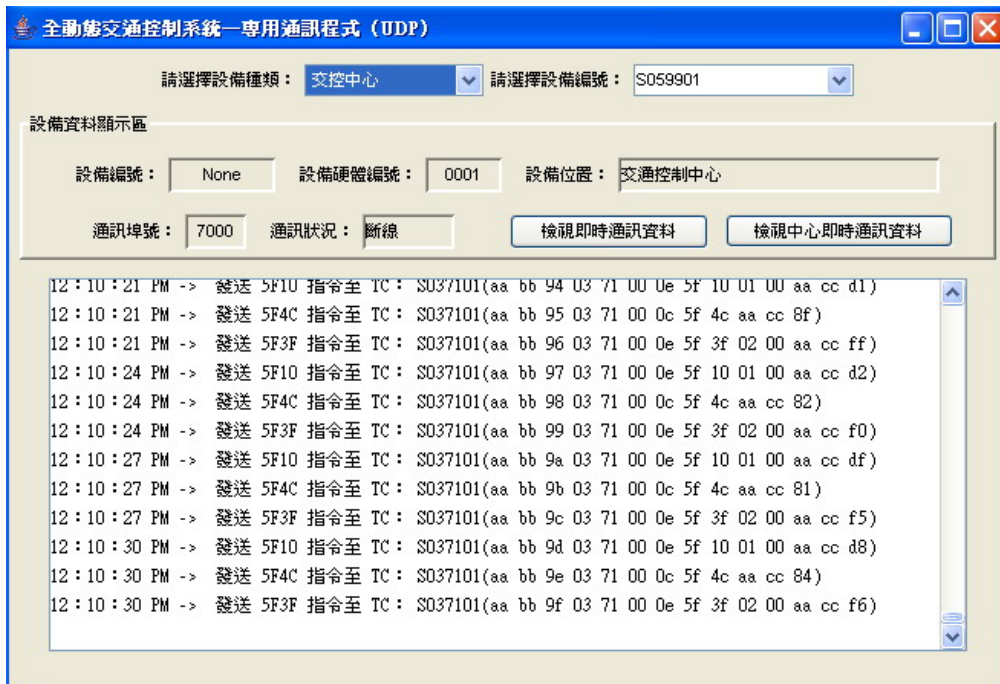 全動態交通控制系統—專用通訊程式 (UDP)
請選擇設備種類： 交控中心 請選擇設備編號： S059901
設備資料顯示區
設備編號： None 設備硬體編號： 0001 設備位置： 交通控制中心
通訊埠號： 7000 通訊狀況： 斷線 檢視即時通訊資料 檢視中心即時通訊資料
12：10：21 PM -> 發送 5F10 指令至 TC： S037101(aa bb 94 03 71 00 0e 5f 10 01 00 aa cc d1)
12：10：21 PM -> 發送 5F4C 指令至 TC： S037101(aa bb 95 03 71 00 0c 5f 4c aa cc 8f)
12：10：21 PM -> 發送 5F3F 指令至 TC： S037101(aa bb 96 03 71 00 0e 5f 3f 02 00 aa cc ff)
12：10：24 PM -> 發送 5F10 指令至 TC： S037101(aa bb 97 03 71 00 0e 5f 10 01 00 aa cc d2)
12：10：24 PM -> 發送 5F4C 指令至 TC： S037101(aa bb 98 03 71 00 0c 5f 4c aa cc 82)
12：10：24 PM -> 發送 5F3F 指令至 TC： S037101(aa bb 99 03 71 00 0e 5f 3f 02 00 aa cc f0)
12：10：27 PM -> 發送 5F10 指令至 TC： S037101(aa bb 9a 03 71 00 0e 5f 10 01 00 aa cc df)
12：10：27 PM -> 發送 5F4C 指令至 TC： S037101(aa bb 9b 03 71 00 0c 5f 4c aa cc 81)
12：10：27 PM -> 發送 5F3F 指令至 TC： S037101(aa bb 9c 03 71 00 0e 5f 3f 02 00 aa cc f5)
12：10：30 PM -> 發送 5F10 指令至 TC： S037101(aa bb 9d 03 71 00 0e 5f 10 01 00 aa cc d8)
12：10：30 PM -> 發送 5F4C 指令至 TC： S037101(aa bb 9e 03 71 00 0c 5f 4c aa cc 84)
12：10：30 PM -> 發送 5F3F 指令至 TC： S037101(aa bb 9f 03 71 00 0e 5f 3f 02 00 aa cc f6)